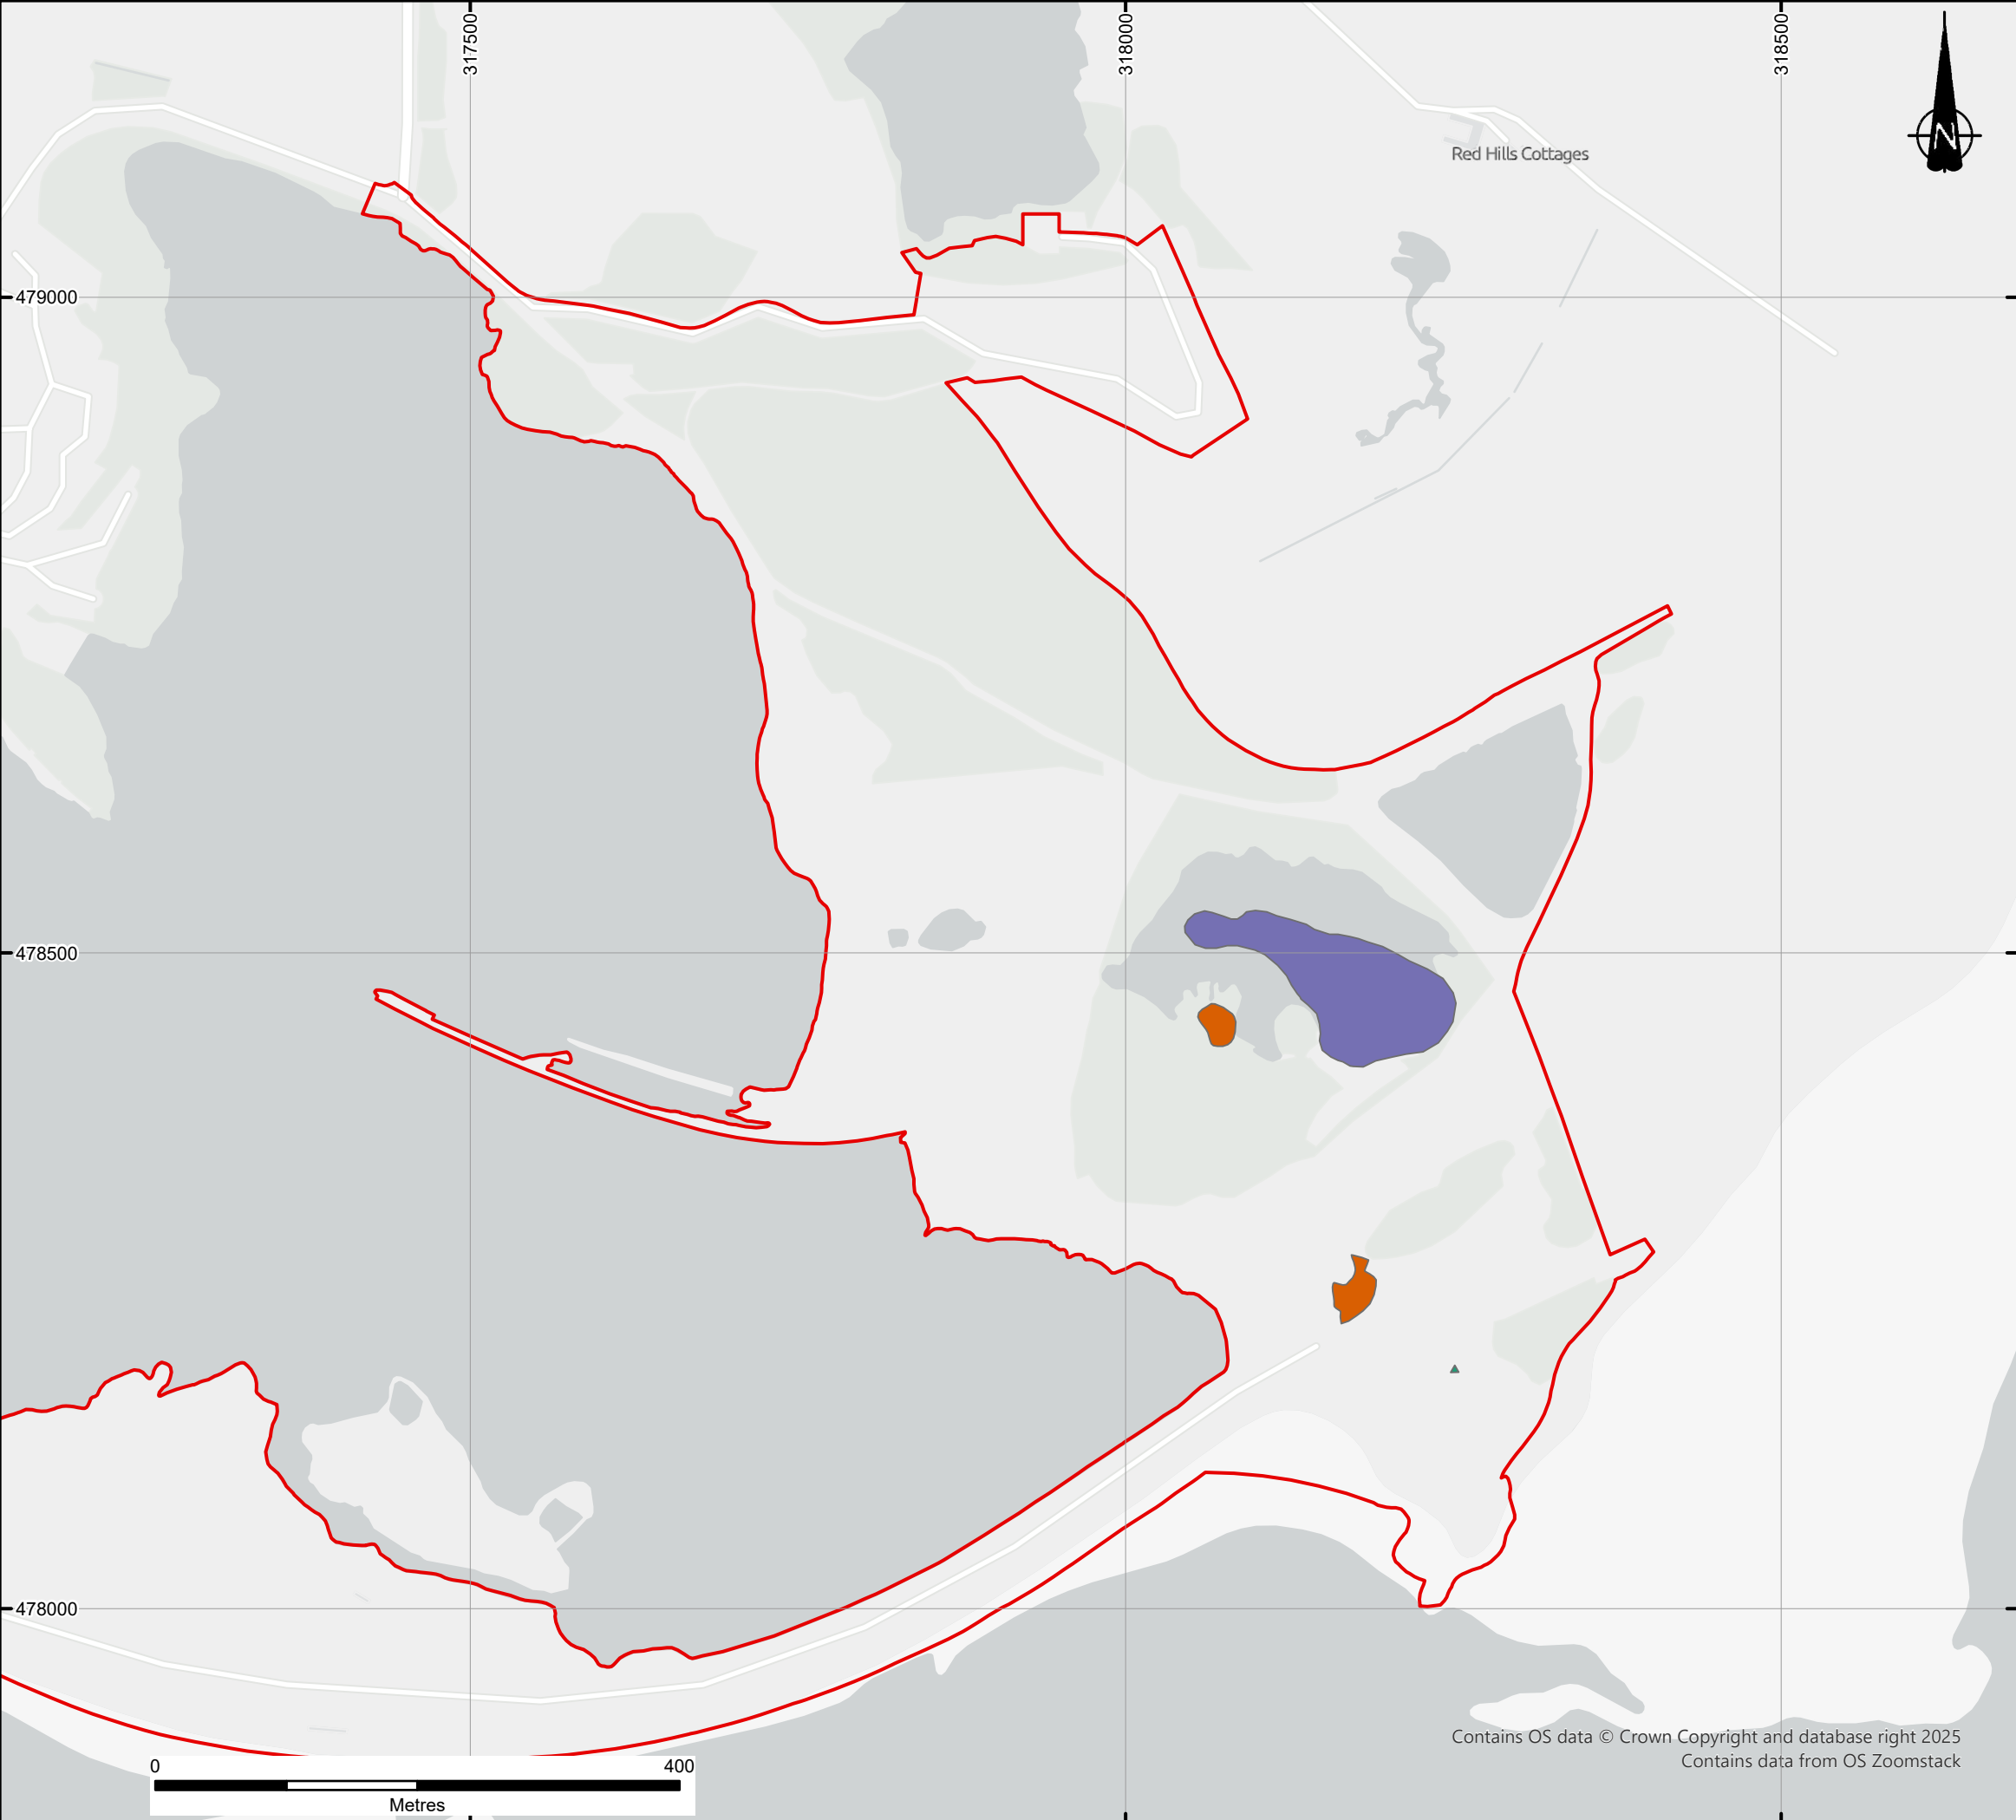 317500
318000
318500
N
Red Hills Cottages
479000
478500
478000
Contains OS data © Crown Copyright and database right 2025
Contains data from OS Zoomstack
0 400
Metres